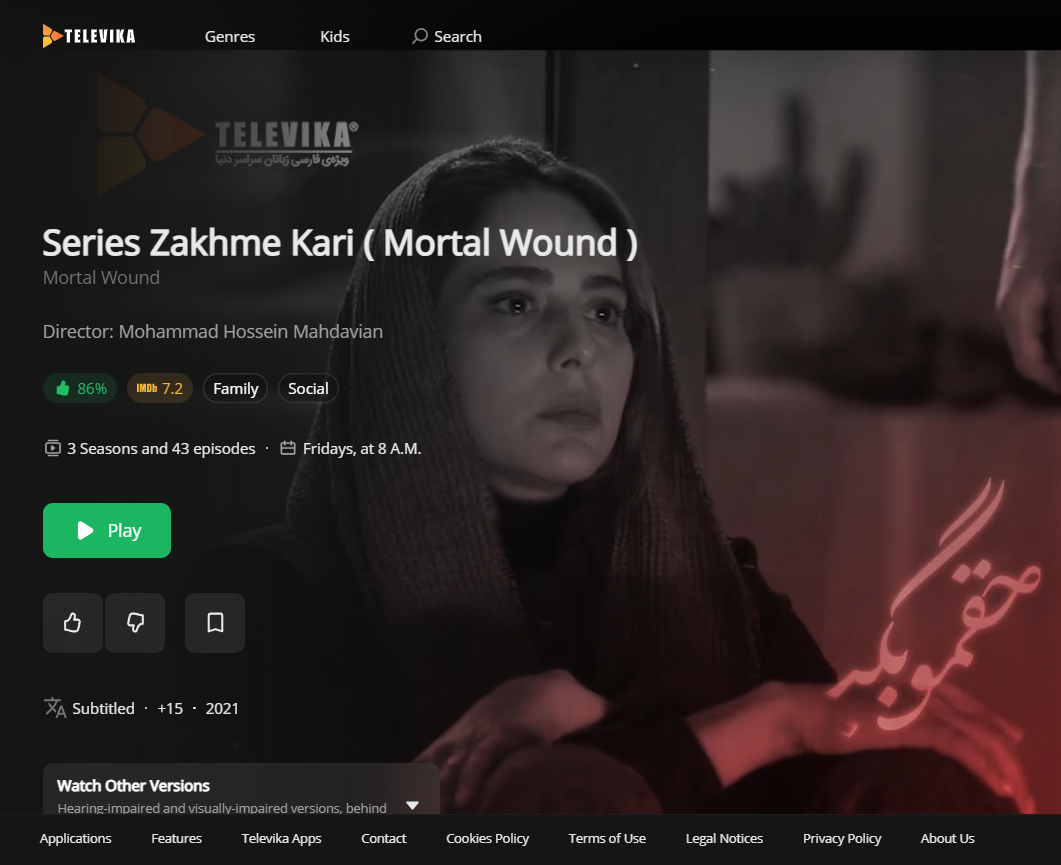 TELEVIKA Genres Kids Search
TELEVIKA®
ویژه‌ی فارسی زبانان سراسر دنیا
Series Zakhme Kari ( Mortal Wound )
Mortal Wound
Director: Mohammad Hossein Mahdavian
86% IMDb 7.2 Family Social
3 Seasons and 43 episodes · Fridays, at 8 A.M.
Play
حقمو بگیر
Subtitled · +15 · 2021
Watch Other Versions
Hearing-impaired and visually-impaired versions, behind
Applications Features Televika Apps Contact Cookies Policy Terms of Use Legal Notices Privacy Policy About Us